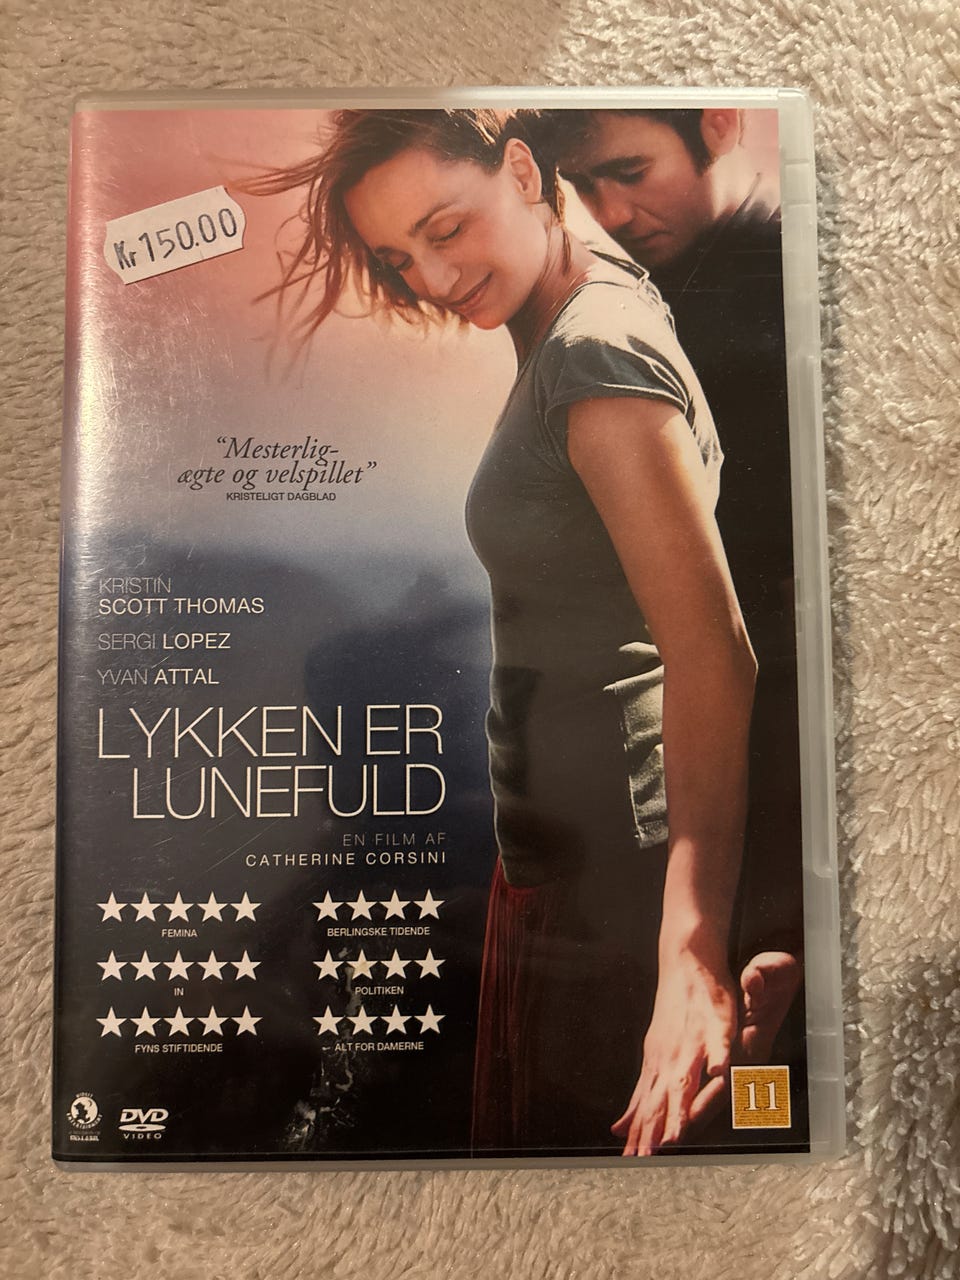 Kr 150.00
“Mesterlig-
ægte og velspillet”
KRISTELIGT DAGBLAD
KRISTIN
SCOTT THOMAS
SERGI LOPEZ
YVAN ATTAL
LYKKEN ER
LUNEFULD
EN FILM AF
CATHERINE CORSINI
FEMINA
BERLINGSKE TIDENDE
IN
POLITIKEN
FYNS STIFTIDENDE
ALT FOR DAMERNE
11
DVD
VIDEO